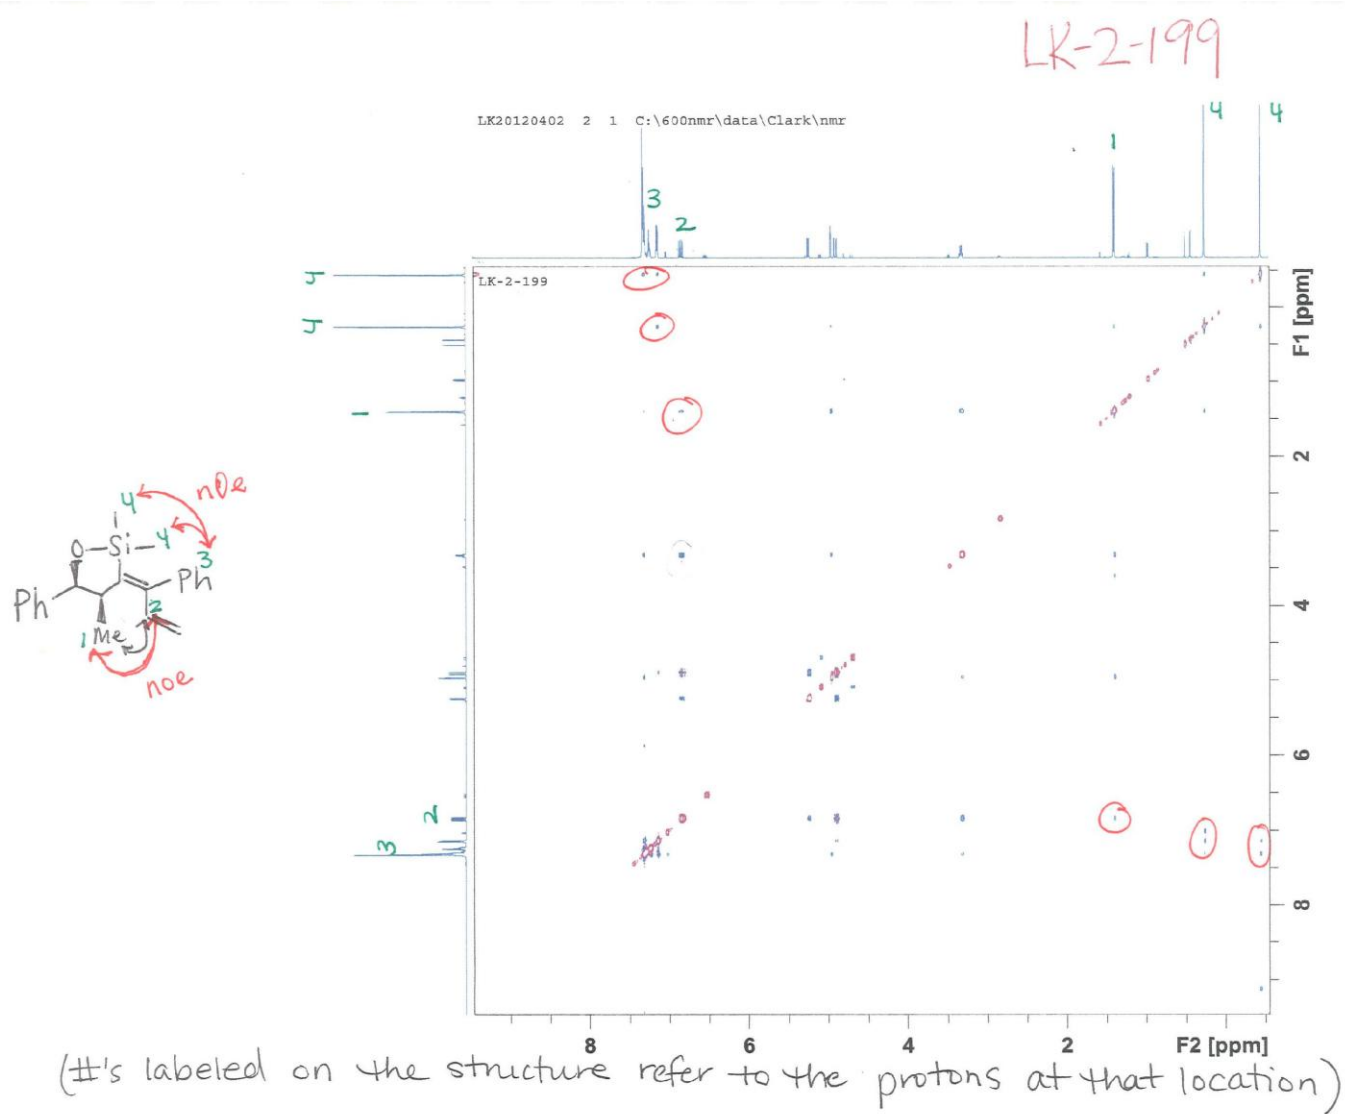 LK-2-199
LK20120402 2 1 C:\600nmr\data\Clark\nmr
4
4
1
3
2
4
4
1
2
3
LK-2-199
F1 [ppm]
2
4
6
8
8
6
4
2
F2 [ppm]
nOe
4
4
O
Si
3
Ph
Ph
2
1 Me
noe
(#'s labeled on the structure refer to the protons at that location)